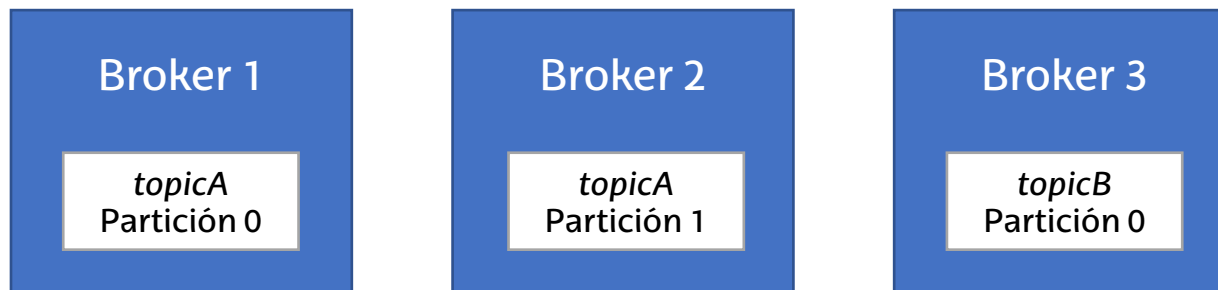 Broker 1
topicA
Partición 0
Broker 2
topicA
Partición 1
Broker 3
topicB
Partición 0